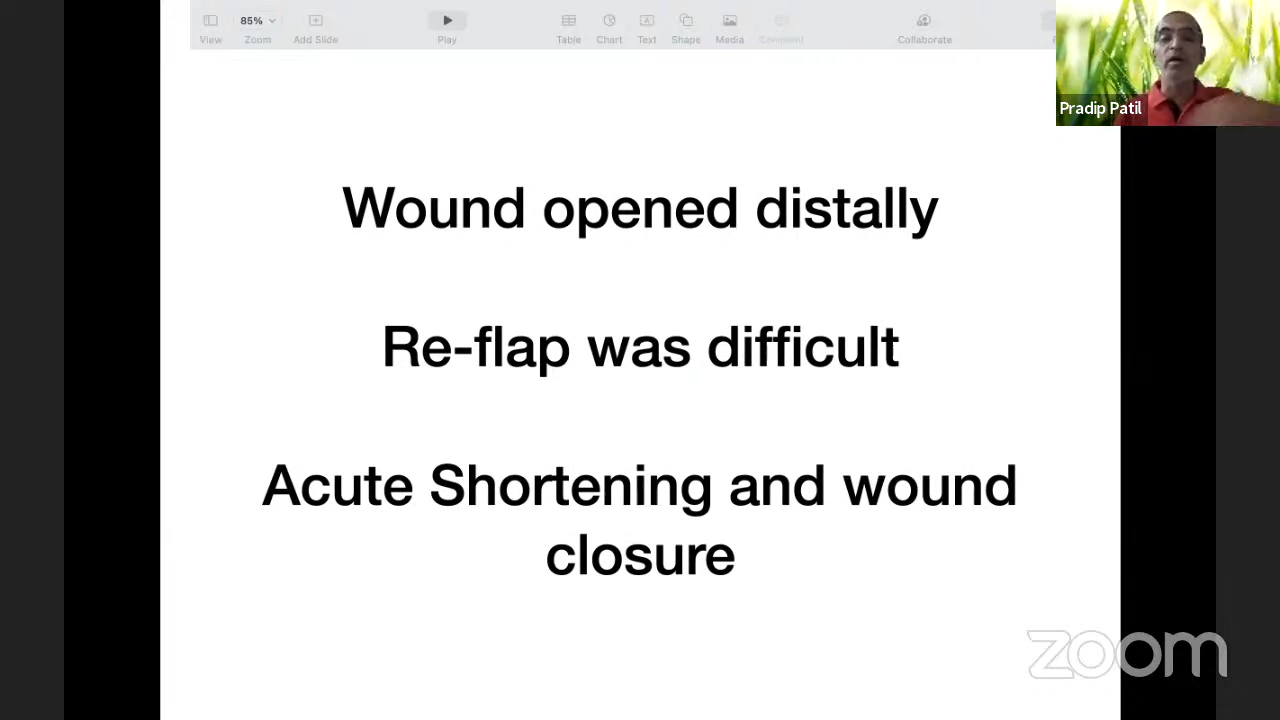 85%
View
Zoom
Add Slide
Play
Table
Chart
Text
Shape
Media
Comment
Collaborate
Pradip Patil
Wound opened distally
Re-flap was difficult
Acute Shortening and wound
closure
zoom